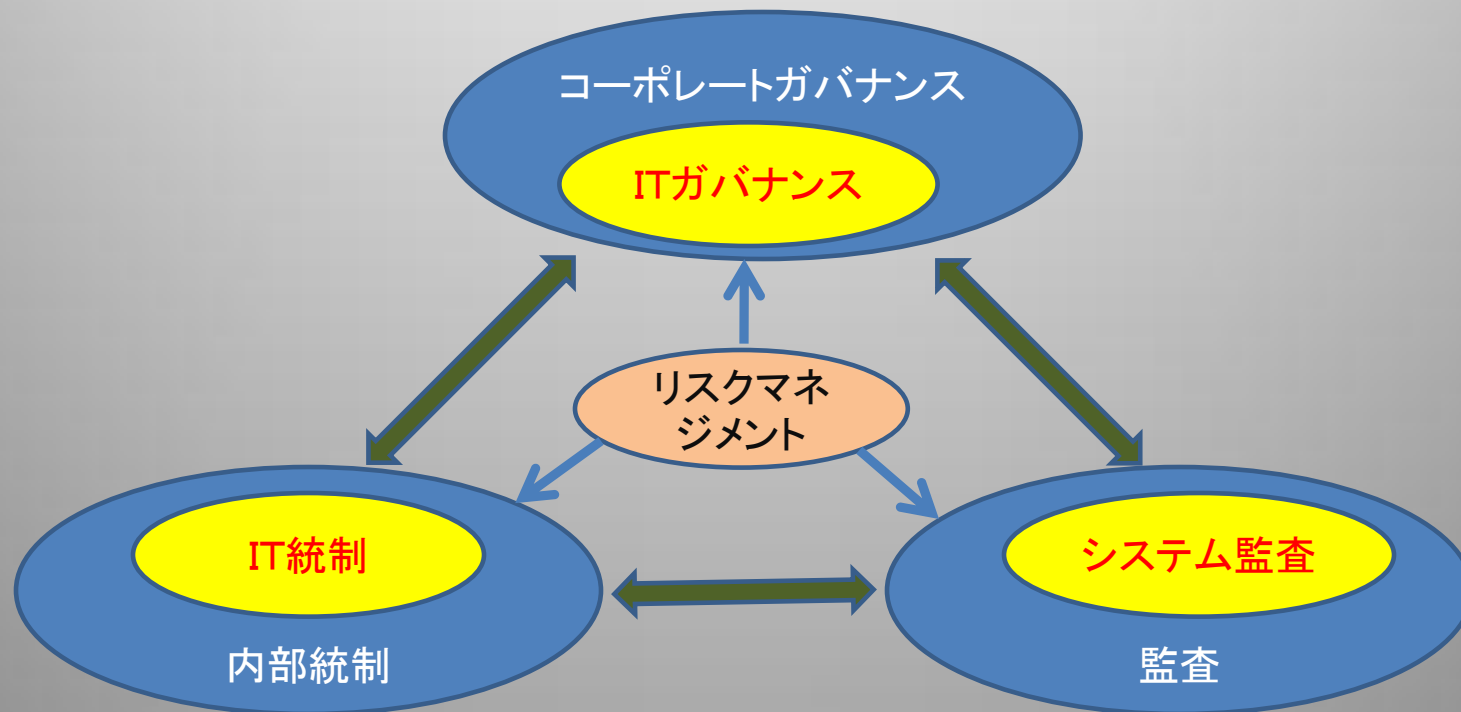 コーポレートガバナンス
ITガバナンス
リスクマネ
ジメント
IT統制
システム監査
内部統制
監査